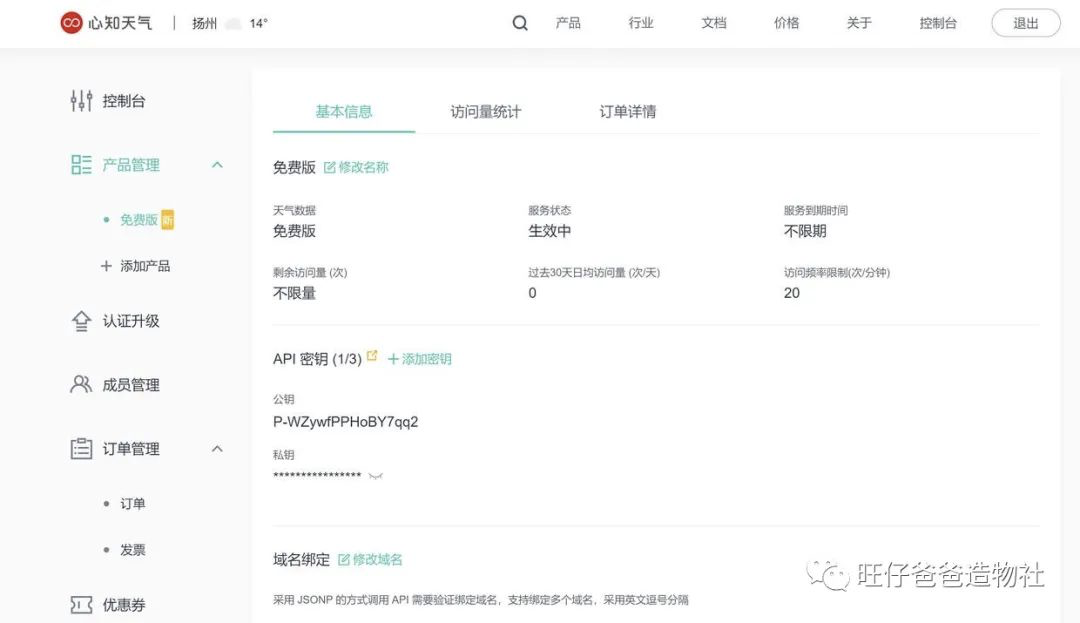 心知天气 扬州 14° 产品 行业 文档 价格 关于 控制台 退出
控制台
产品管理
免费版 新
添加产品
认证升级
成员管理
订单管理
订单
发票
优惠券
基本信息 访问量统计 订单详情
免费版 修改名称
天气数据 服务状态 服务到期时间
免费版 生效中 不限期
剩余访问量 (次) 过去30天日均访问量 (次/天) 访问频率限制(次/分钟)
不限量 0 20
API 密钥 (1/3) +添加密钥
公钥
P-WZywfPPHoBY7qq2
私钥
****************
域名绑定 修改域名
采用 JSONP 的方式调用 API 需要验证绑定域名，支持绑定多个域名，采用英文逗号分隔
旺仔爸爸造物社